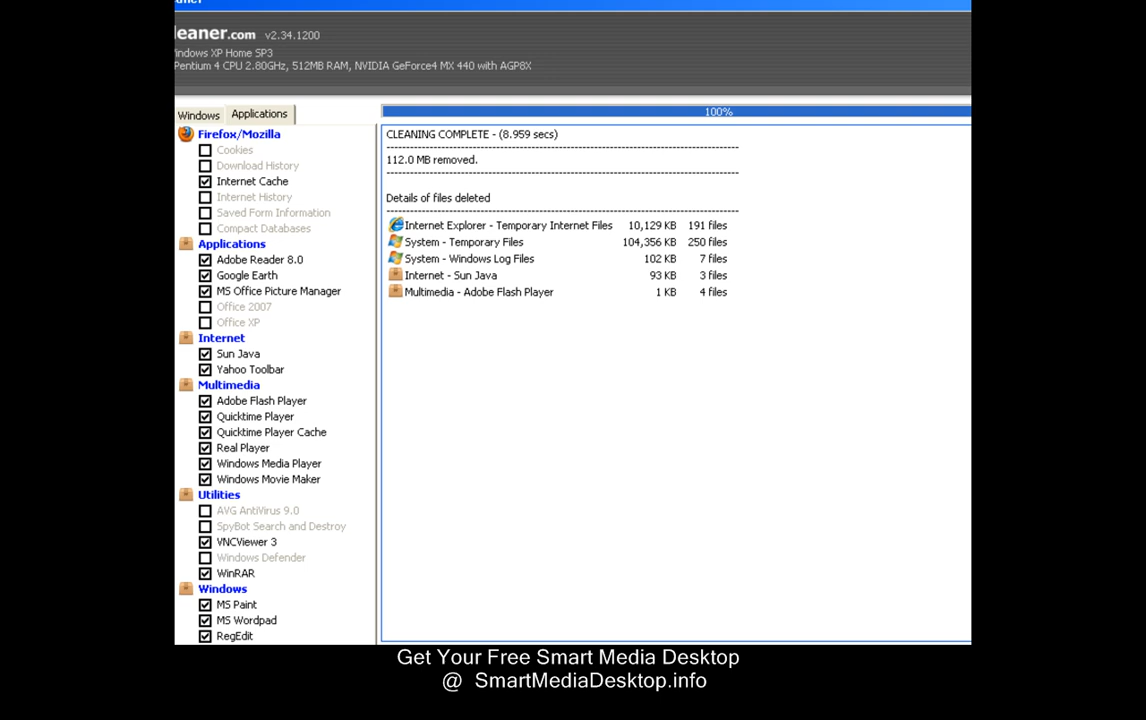 leaner.com v2.34.1200
indows XP Home SP3
Pentium 4 CPU 2.80GHz, 512MB RAM, NVIDIA GeForce4 MX 440 with AGP8X
Windows Applications
100%
Firefox/Mozilla
Cookies
Download History
Internet Cache
Internet History
Saved Form Information
Compact Databases
Applications
Adobe Reader 8.0
Google Earth
MS Office Picture Manager
Office 2007
Office XP
Internet
Sun Java
Yahoo Toolbar
Multimedia
Adobe Flash Player
Quicktime Player
Quicktime Player Cache
Real Player
Windows Media Player
Windows Movie Maker
Utilities
AVG AntiVirus 9.0
SpyBot Search and Destroy
VNCViewer 3
Windows Defender
WinRAR
Windows
MS Paint
MS Wordpad
RegEdit
CLEANING COMPLETE - (8.959 secs)
112.0 MB removed.
Details of files deleted
Internet Explorer - Temporary Internet Files 10,129 KB 191 files
System - Temporary Files 104,356 KB 250 files
System - Windows Log Files 102 KB 7 files
Internet - Sun Java 93 KB 3 files
Multimedia - Adobe Flash Player 1 KB 4 files
Get Your Free Smart Media Desktop
@ SmartMediaDesktop.info